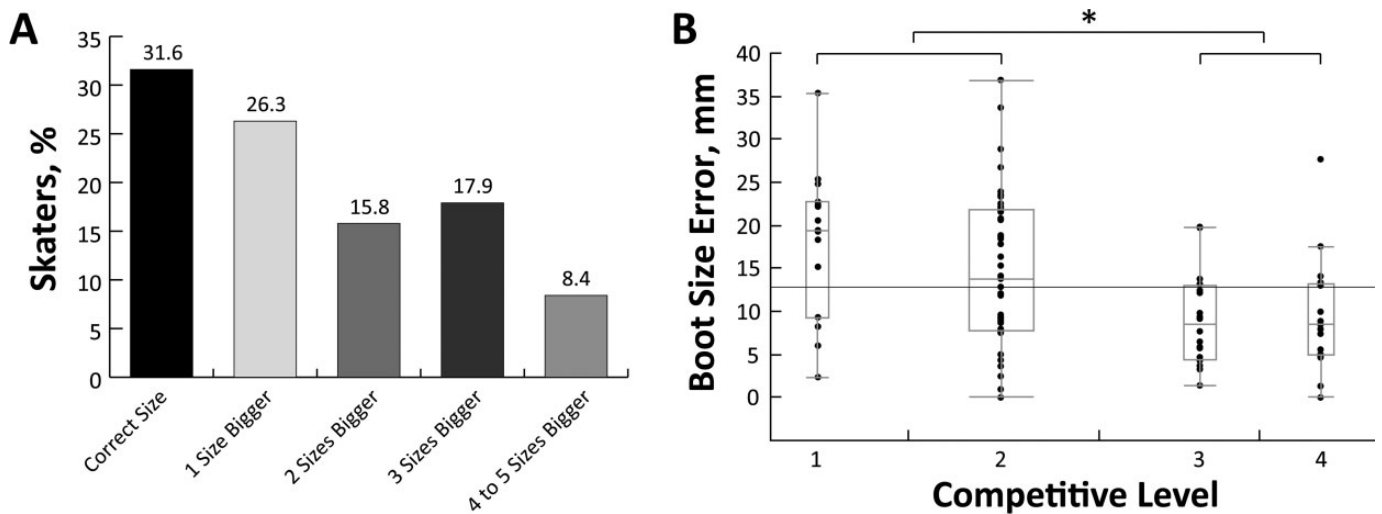 A
Skaters, %
35
30
25
20
15
10
5
0
31.6
26.3
15.8
17.9
8.4
Correct Size
1 Size Bigger
2 Sizes Bigger
3 Sizes Bigger
4 to 5 Sizes Bigger
B
*
Boot Size Error, mm
40
35
30
25
20
15
10
5
0
1
2
3
4
Competitive Level